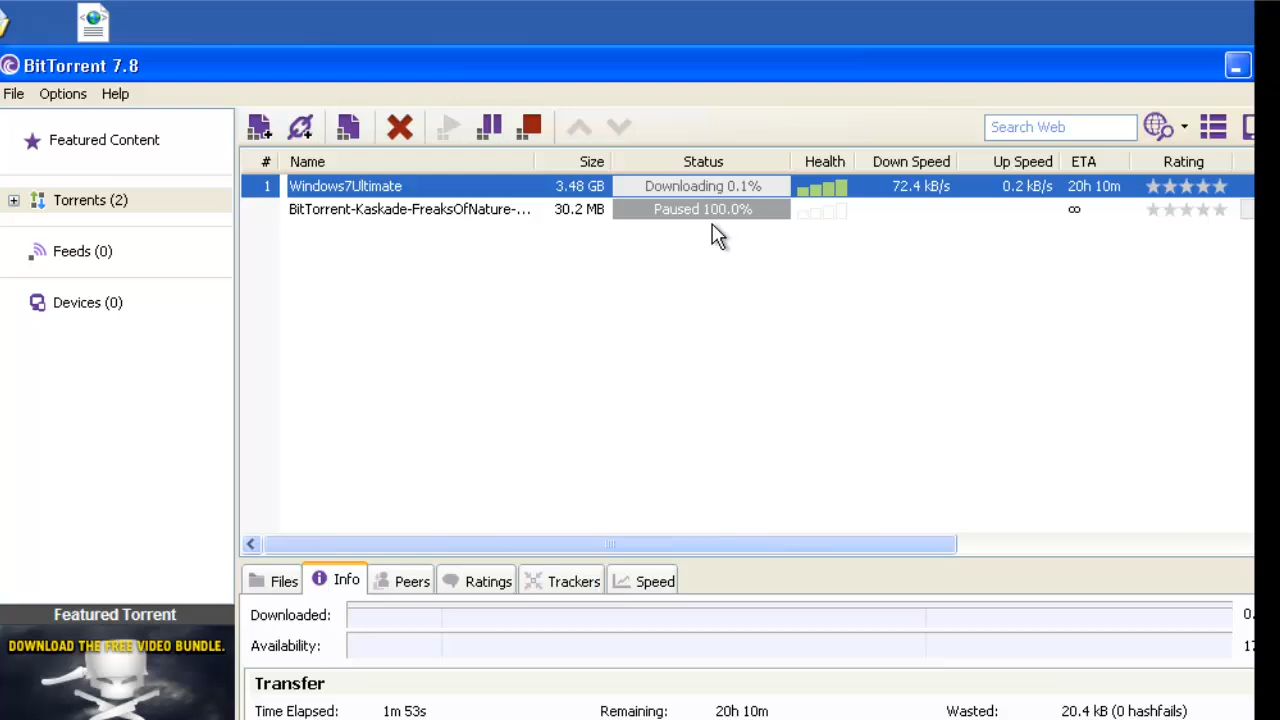 BitTorrent 7.8
File Options Help
Featured Content
Torrents (2)
Feeds (0)
Devices (0)
Search Web
# Name Size Status Health Down Speed Up Speed ETA Rating
1 Windows7Ultimate 3.48 GB Downloading 0.1% 72.4 kB/s 0.2 kB/s 20h 10m
BitTorrent-Kaskade-FreaksOfNature-... 30.2 MB Paused 100.0% ∞
Files Info Peers Ratings Trackers Speed
Downloaded: 0.
Availability: 17
Transfer
Time Elapsed: 1m 53s Remaining: 20h 10m Wasted: 20.4 kB (0 hashfails)
Featured Torrent
DOWNLOAD THE FREE VIDEO BUNDLE.